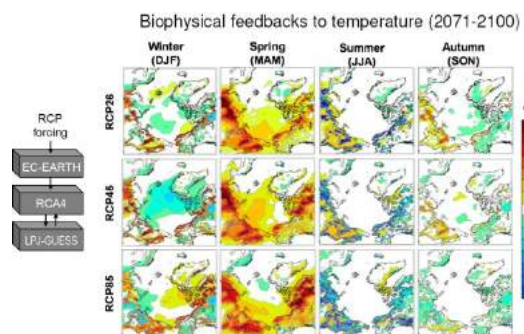 Biophysical feedbacks to temperature (2071-2100)
Winter
(DJF)
Spring
(MAM)
Summer
(JJA)
Autumn
(SON)
RCP26
RCP45
RCP85
RCP
forcing
EC-EARTH
RCA4
LPJ-GUESS